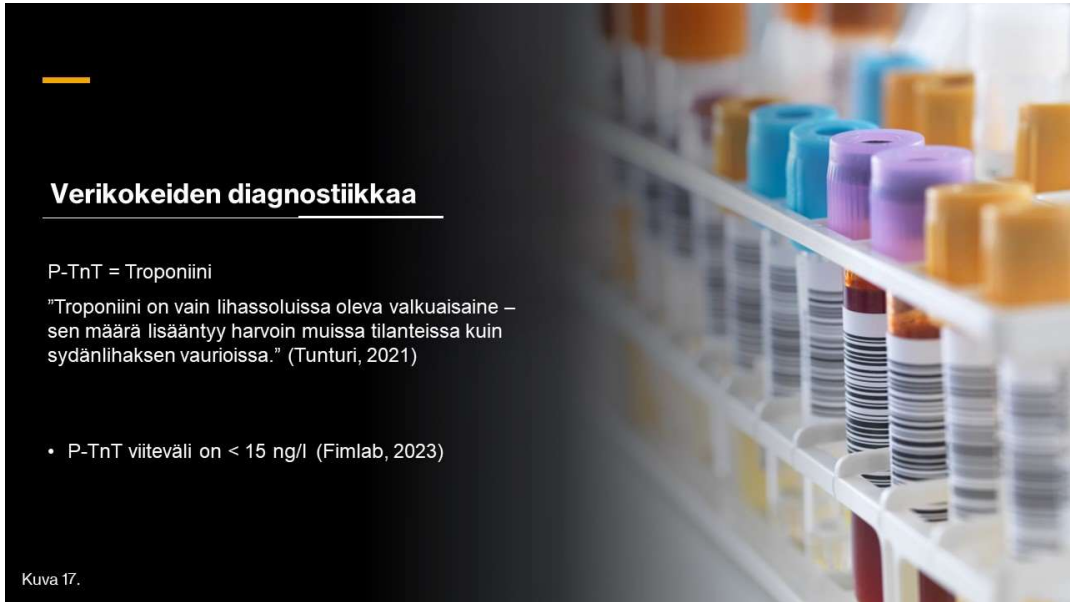 Verikokeiden diagnostiikkaa
P-TnT = Troponiini
”Troponiini on vain lihassoluissa oleva valkuaisaine –
sen määrä lisääntyy harvoin muissa tilanteissa kuin
sydänlihaksen vaurioissa.” (Tunturi, 2021)
• P-TnT viiteväli on < 15 ng/l (Fimlab, 2023)
Kuva 17.